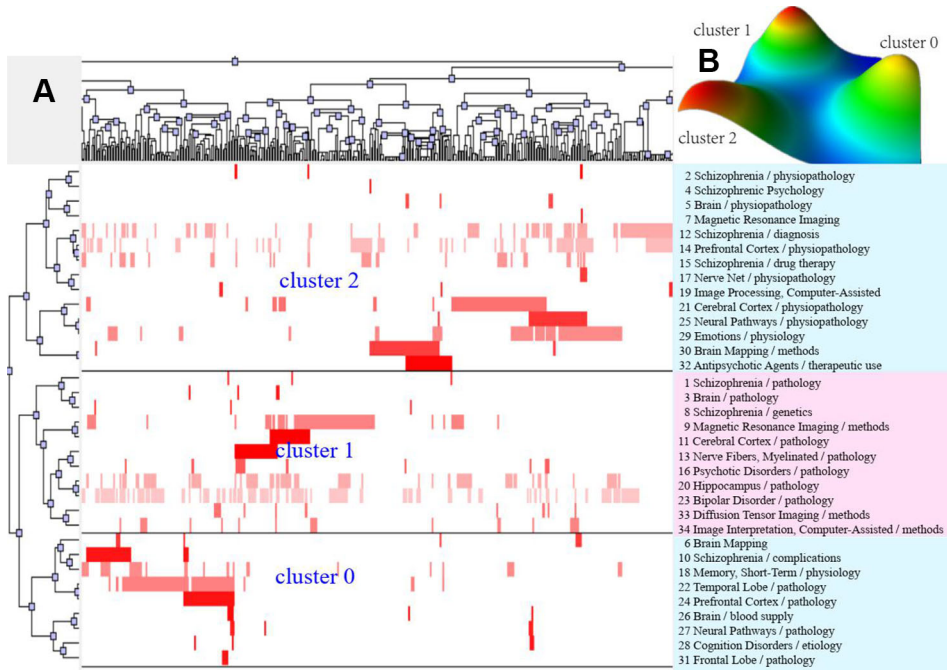 A
B
cluster 1
cluster 0
cluster 2
cluster 2
cluster 1
cluster 0
2 Schizophrenia / physiopathology
4 Schizophrenic Psychology
5 Brain / physiopathology
7 Magnetic Resonance Imaging
12 Schizophrenia / diagnosis
14 Prefrontal Cortex / physiopathology
15 Schizophrenia / drug therapy
17 Nerve Net / physiopathology
19 Image Processing, Computer-Assisted
21 Cerebral Cortex / physiopathology
25 Neural Pathways / physiopathology
29 Emotions / physiology
30 Brain Mapping / methods
32 Antipsychotic Agents / therapeutic use
1 Schizophrenia / pathology
3 Brain / pathology
8 Schizophrenia / genetics
9 Magnetic Resonance Imaging / methods
11 Cerebral Cortex / pathology
13 Nerve Fibers, Myelinated / pathology
16 Psychotic Disorders / pathology
20 Hippocampus / pathology
23 Bipolar Disorder / pathology
33 Diffusion Tensor Imaging / methods
34 Image Interpretation, Computer-Assisted / methods
6 Brain Mapping
10 Schizophrenia / complications
18 Memory, Short-Term / physiology
22 Temporal Lobe / pathology
24 Prefrontal Cortex / pathology
26 Brain / blood supply
27 Neural Pathways / pathology
28 Cognition Disorders / etiology
31 Frontal Lobe / pathology